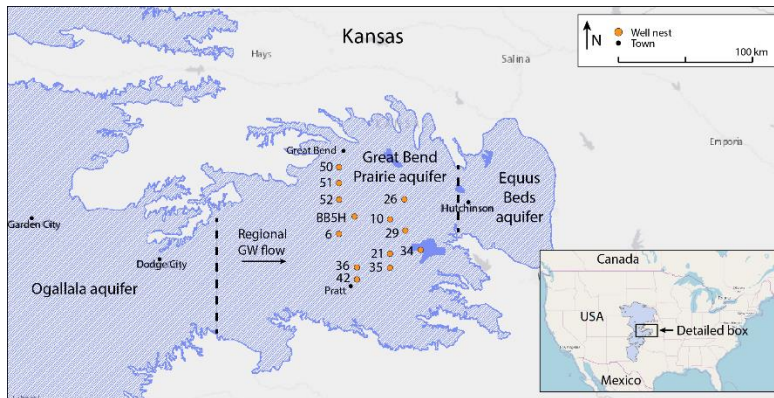 Kansas
Well nest
Town
N
100 km
Hays
Salina
Emporia
Great Bend
Great Bend
Prairie aquifer
Equus
Beds
aquifer
50
51
52
26
BB5H
10
6
29
21
34
36
35
42
Pratt
Hutchinson
Garden City
Dodge City
Regional
GW flow
Ogallala aquifer
Canada
USA
Detailed box
Mexico